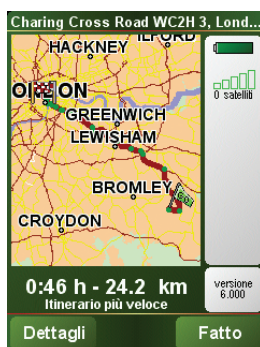 Charing Cross Road WC2H 3, Lond...
HACKNEY
ILFORD
0 satelliti
GREENWICH
LEWISHAM
BROMLEY
CROYDON
0:46 h - 24.2 km
Itinerario più veloce
versione
6.000
Dettagli
Fatto